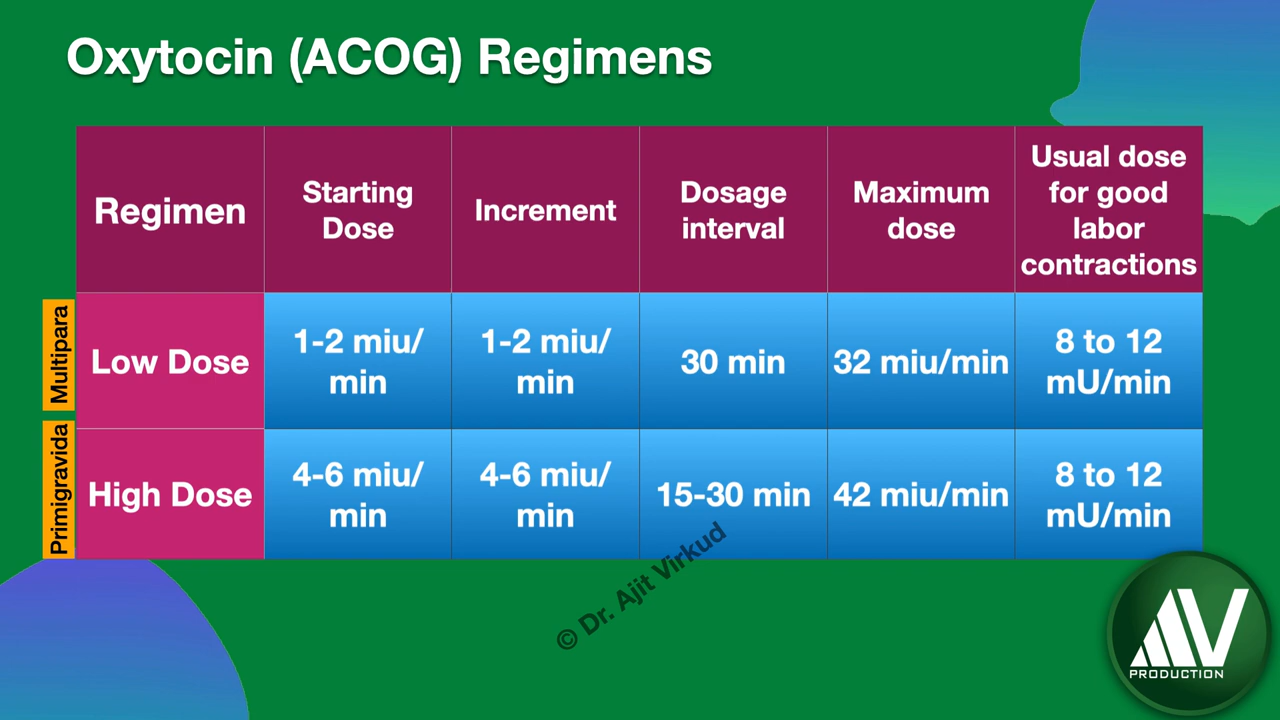 Oxytocin (ACOG) Regimens
Regimen
Starting
Dose
Increment
Dosage
interval
Maximum
dose
Usual dose
for good
labor
contractions
Multipara
Low Dose
1-2 miu/
min
1-2 miu/
min
30 min
32 miu/min
8 to 12
mU/min
Primigravida
High Dose
4-6 miu/
min
4-6 miu/
min
15-30 min
42 miu/min
8 to 12
mU/min
© Dr. Ajit Virkud
AV
PRODUCTION